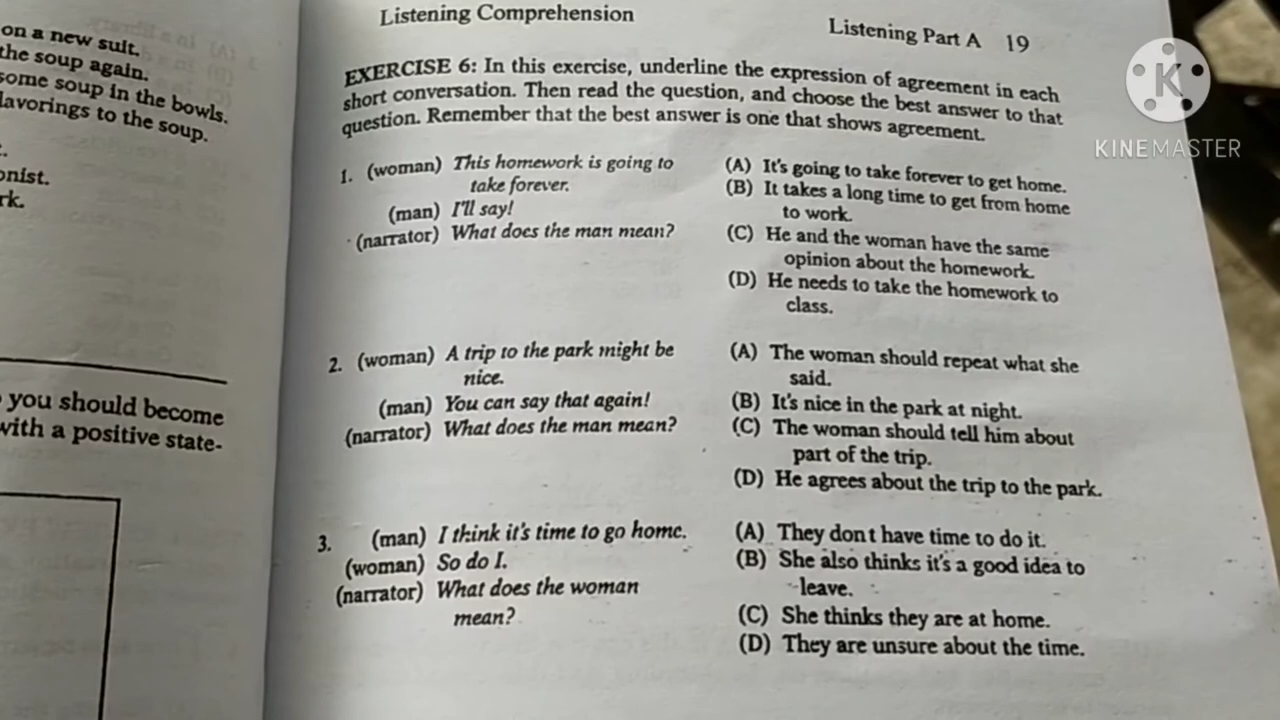 on a new suit.
the soup again.
some soup in the bowls.
lavorings to the soup.
onist.
rk.
you should become
with a positive state-
Listening Comprehension
Listening Part A 19
EXERCISE 6: In this exercise, underline the expression of agreement in each
short conversation. Then read the question, and choose the best answer to that
question. Remember that the best answer is one that shows agreement.
1. (woman) This homework is going to
take forever.
(man) I'll say!
(narrator) What does the man mean?
(A) It's going to take forever to get home.
(B) It takes a long time to get from home
to work.
(C) He and the woman have the same
opinion about the homework.
(D) He needs to take the homework to
class.
2. (woman) A trip to the park might be
nice.
(man) You can say that again!
(narrator) What does the man mean?
(A) The woman should repeat what she
said.
(B) It's nice in the park at night.
(C) The woman should tell him about
part of the trip.
(D) He agrees about the trip to the park.
3. (man) I think it's time to go home.
(woman) So do I.
(narrator) What does the woman
mean?
(A) They don't have time to do it.
(B) She also thinks it's a good idea to
leave.
(C) She thinks they are at home.
(D) They are unsure about the time.
K
KINEMASTER